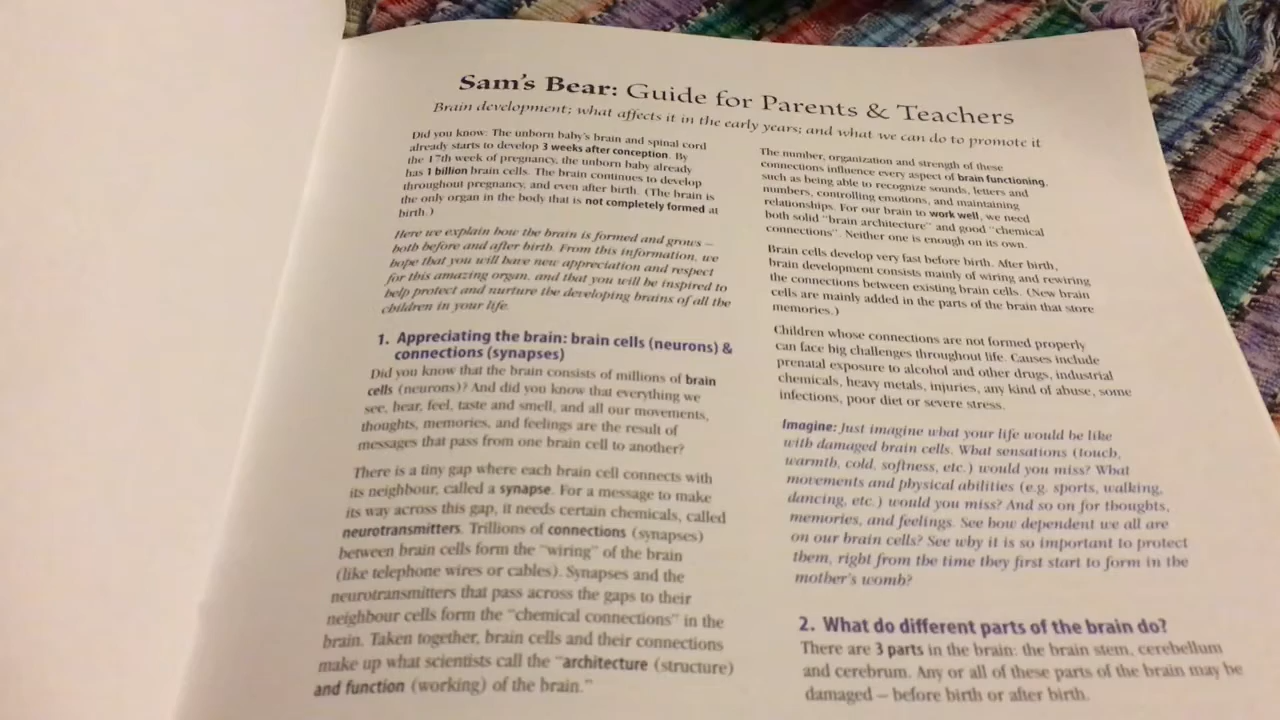 Sam's Bear: Guide for Parents & Teachers
Brain development; what affects it in the early years; and what we can do to promote it
Did you know: The unborn baby's brain and spinal cord
already starts to develop 3 weeks after conception. By
the 17th week of pregnancy, the unborn baby already
has 1 billion brain cells. The brain continues to develop
throughout pregnancy, and even after birth. (The brain is
the only organ in the body that is not completely formed at
birth.)
Here we explain how the brain is formed and grows –
both before and after birth. From this information, we
hope that you will have new appreciation and respect
for this amazing organ, and that you will be inspired to
help protect and nurture the developing brains of all the
children in your life.
1. Appreciating the brain: brain cells (neurons) &
connections (synapses)
Did you know that the brain consists of millions of brain
cells (neurons)? And did you know that everything we
see, hear, feel, taste and smell, and all our movements,
thoughts, memories, and feelings are the result of
messages that pass from one brain cell to another?
There is a tiny gap where each brain cell connects with
its neighbour, called a synapse. For a message to make
its way across this gap, it needs certain chemicals, called
neurotransmitters. Trillions of connections (synapses)
between brain cells form the "wiring" of the brain
(like telephone wires or cables). Synapses and the
neurotransmitters that pass across the gaps to their
neighbour cells form the "chemical connections" in the
brain. Taken together, brain cells and their connections
make up what scientists call the "architecture (structure)
and function (working) of the brain."
The number, organization and strength of these
connections influence every aspect of brain functioning,
such as being able to recognize sounds, letters and
numbers, controlling emotions, and maintaining
relationships. For our brain to work well, we need
both solid "brain architecture" and good "chemical
connections". Neither one is enough on its own.
Brain cells develop very fast before birth. After birth,
brain development consists mainly of wiring and rewiring
the connections between existing brain cells. (New brain
cells are mainly added in the parts of the brain that store
memories.)
Children whose connections are not formed properly
can face big challenges throughout life. Causes include
prenatal exposure to alcohol and other drugs, industrial
chemicals, heavy metals, injuries, any kind of abuse, some
infections, poor diet or severe stress.
Imagine: Just imagine what your life would be like
with damaged brain cells. What sensations (touch,
warmth, cold, softness, etc.) would you miss? What
movements and physical abilities (e.g. sports, walking,
dancing, etc.) would you miss? And so on for thoughts,
memories, and feelings. See how dependent we all are
on our brain cells? See why it is so important to protect
them, right from the time they first start to form in the
mother's womb?
2. What do different parts of the brain do?
There are 3 parts in the brain: the brain stem, cerebellum
and cerebrum. Any or all of these parts of the brain may be
damaged – before birth or after birth.